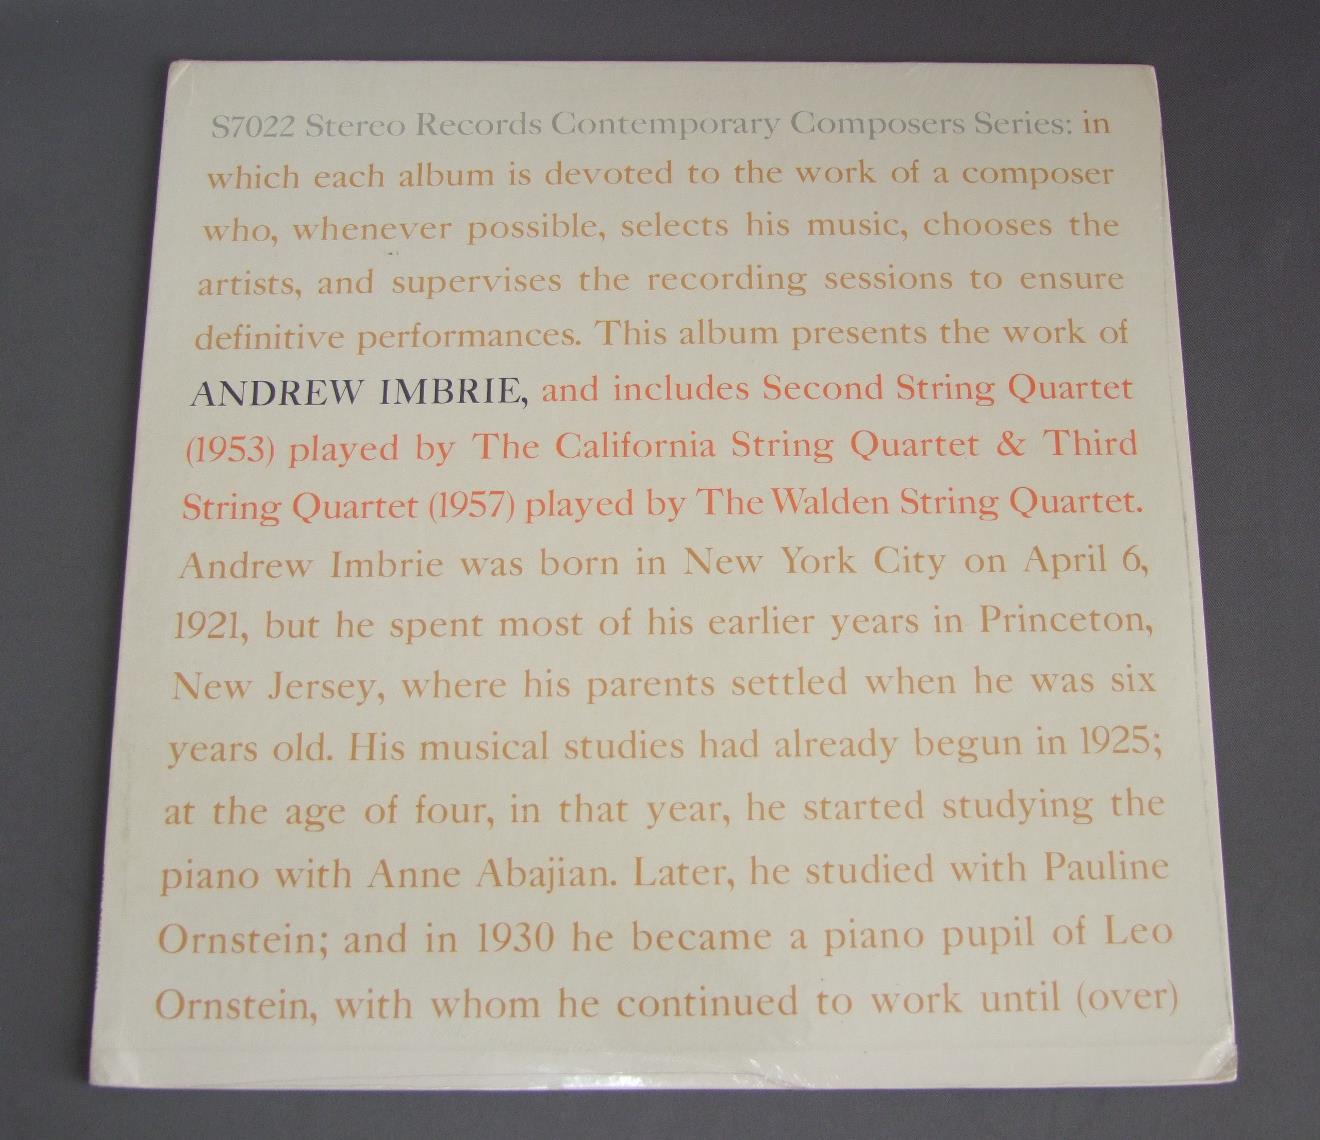 S7022 Stereo Records Contemporary Composers Series: in
which each album is devoted to the work of a composer
who, whenever possible, selects his music, chooses the
artists, and supervises the recording sessions to ensure
definitive performances. This album presents the work of
ANDREW IMBRIE, and includes Second String Quartet
(1953) played by The California String Quartet & Third
String Quartet (1957) played by The Walden String Quartet.
Andrew Imbrie was born in New York City on April 6,
1921, but he spent most of his earlier years in Princeton,
New Jersey, where his parents settled when he was six
years old. His musical studies had already begun in 1925;
at the age of four, in that year, he started studying the
piano with Anne Abajian. Later, he studied with Pauline
Ornstein; and in 1930 he became a piano pupil of Leo
Ornstein, with whom he continued to work until (over)